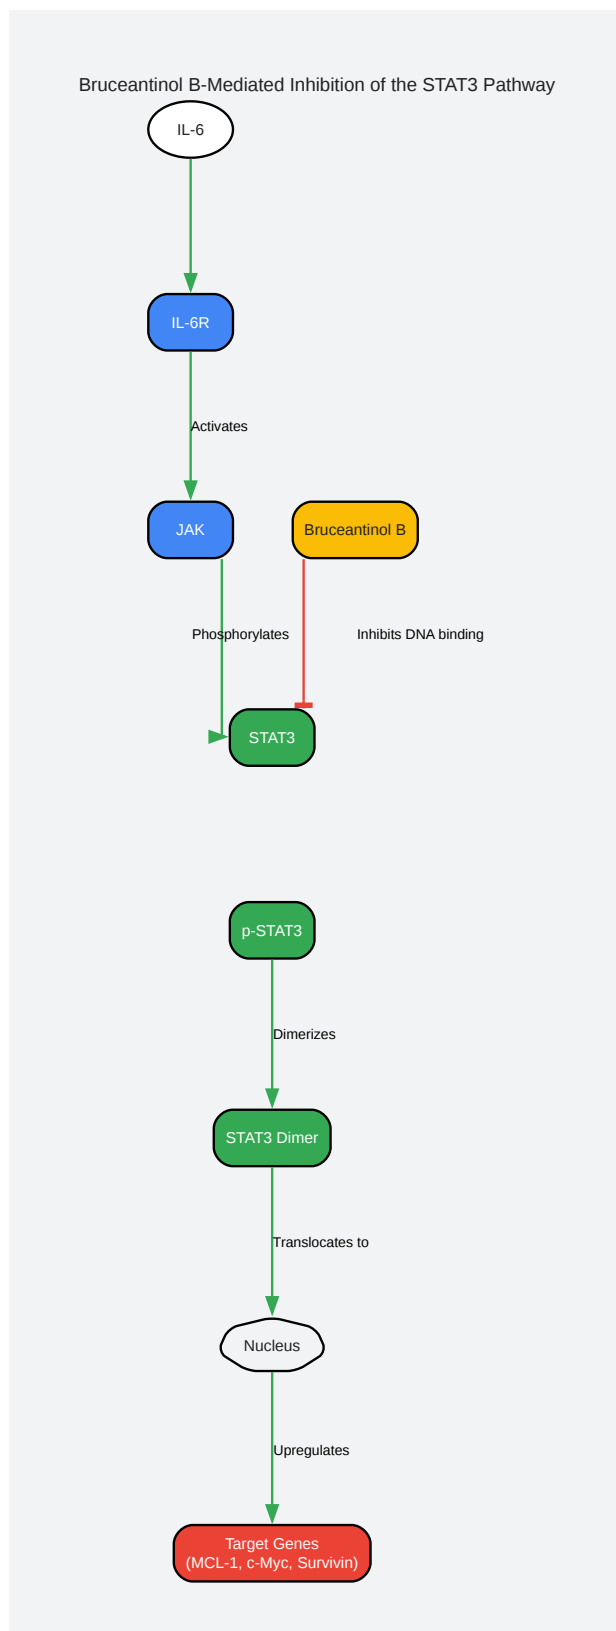 Bruceantinol B-Mediated Inhibition of the STAT3 Pathway
IL-6
IL-6R
Activates
JAK
Bruceantinol B
Phosphorylates
Inhibits DNA binding
STAT3
p-STAT3
Dimerizes
STAT3 Dimer
Translocates to
Nucleus
Upregulates
Target Genes
(MCL-1, c-Myc, Survivin)